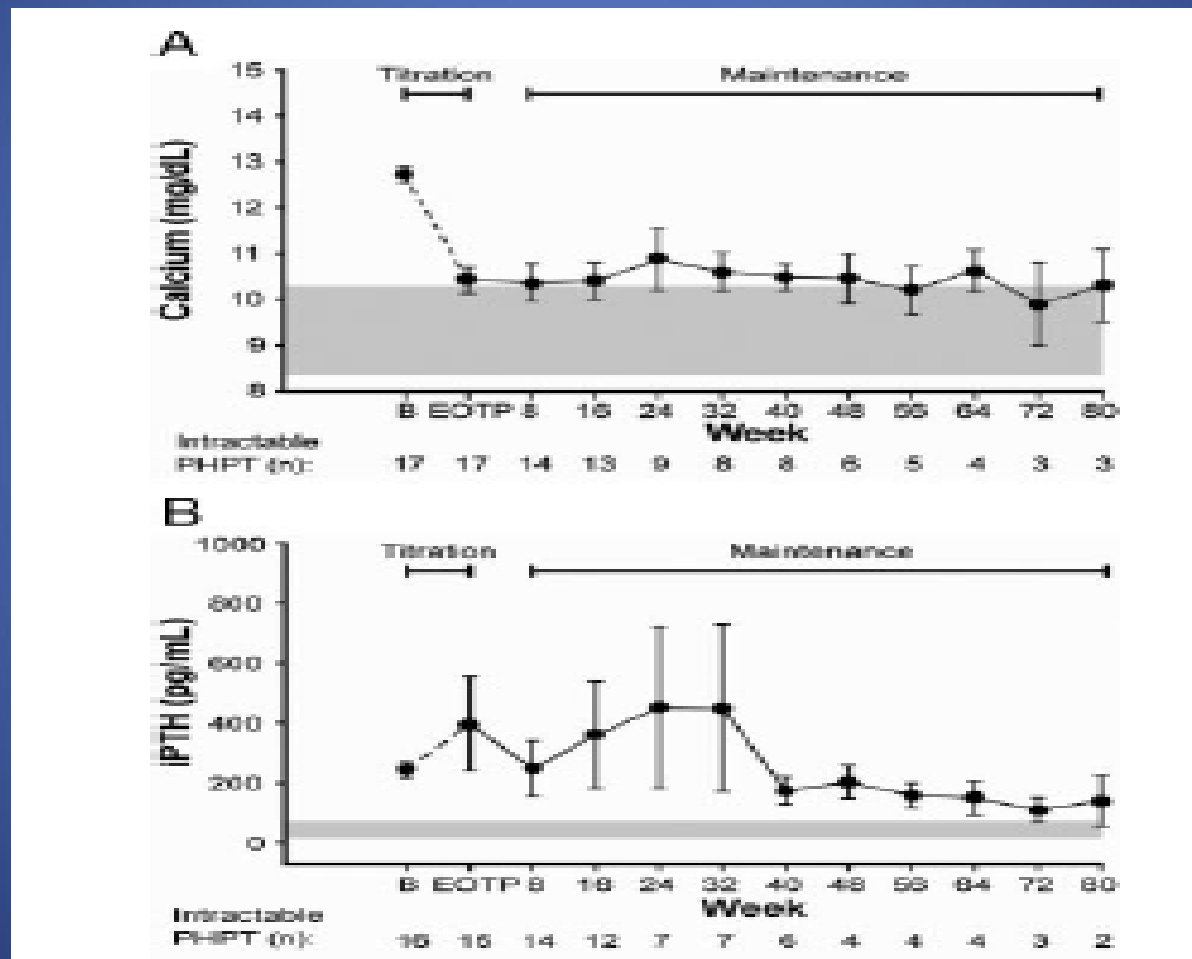 A
Titration Maintenance
15
14
13
12
11
10
9
8
Calcium (mg/dL)
B EOTP 8 16 24 32 40 48 56 64 72 80
Week
Intractable
PHPT (n): 17 17 14 13 9 8 8 6 5 4 3 3
B
Titration Maintenance
1000
800
600
400
200
0
iPTH (pg/mL)
B EOTP 8 16 24 32 40 48 56 64 72 80
Week
Intractable
PHPT (n): 16 15 14 12 7 7 4 4 4 3 2